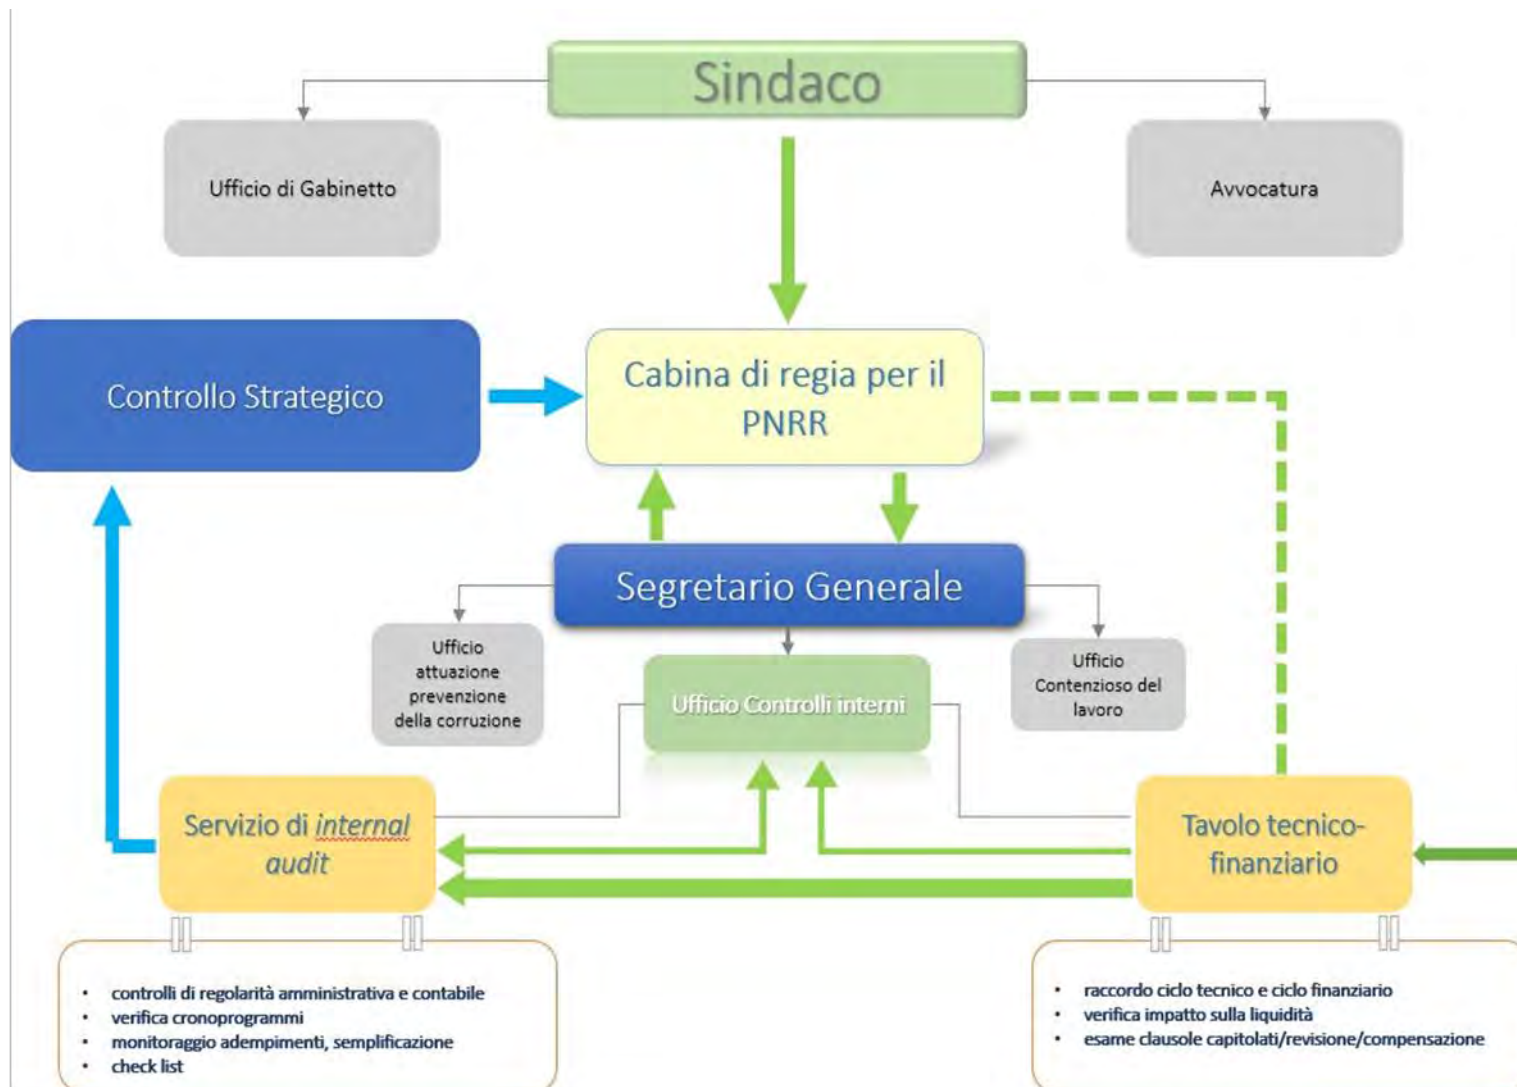 Sindaco
Ufficio di Gabinetto
Avvocatura
Controllo Strategico
Cabina di regia per il
PNRR
Segretario Generale
Ufficio
attuazione
prevenzione
della corruzione
Ufficio Controlli interni
Ufficio
Contenzioso del
lavoro
Servizio di internal
audit
Tavolo tecnico-
finanziario
• controlli di regolarità amministrativa e contabile
• verifica cronoprogrammi
• monitoraggio adempimenti, semplificazione
• check list
• raccordo ciclo tecnico e ciclo finanziario
• verifica impatto sulla liquidità
• esame clausole capitolati/revisione/compensazione